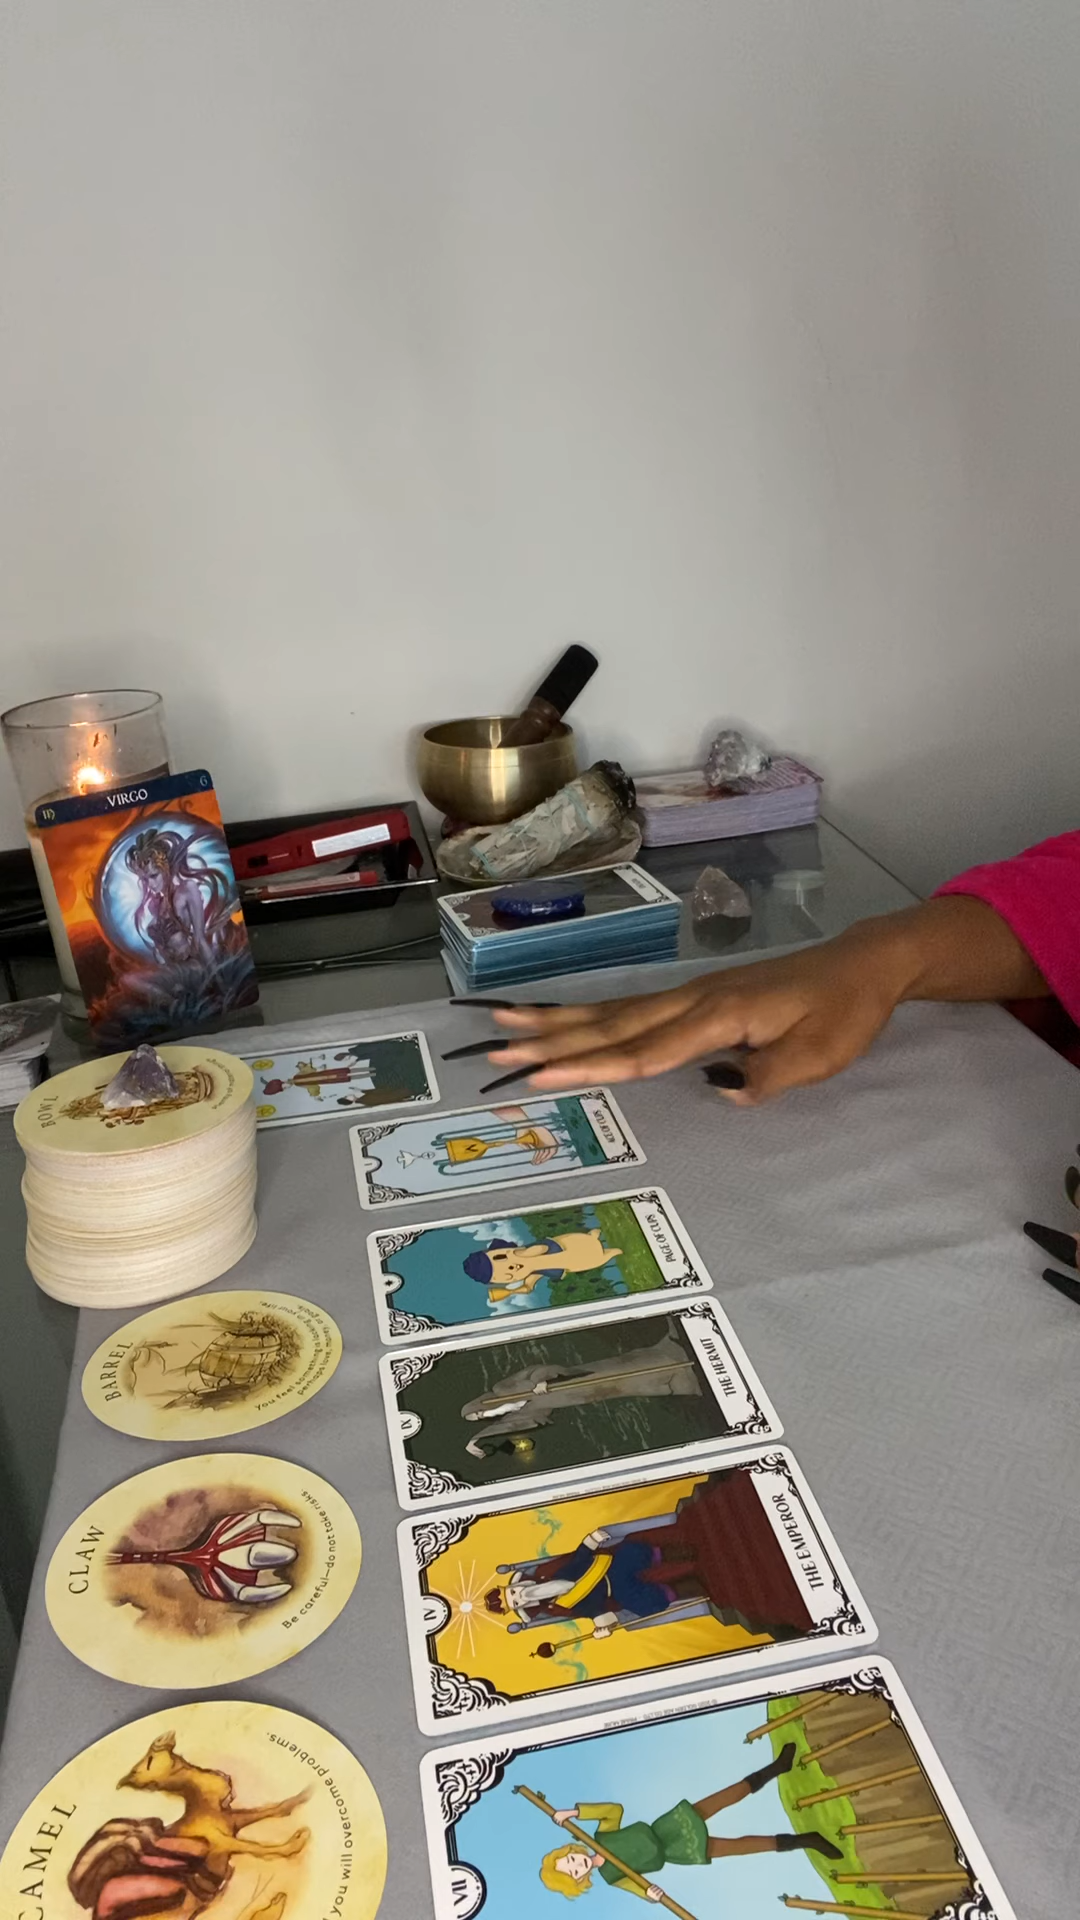 VIRGO
6
BOWL
BARREL
You feel something is lacking in your life,
perhaps love, money, or goals.
CLAW
Be careful—do not take risks.
CAMEL
you will overcome problems.
I
ACE OF CUPS
PAGE OF CUPS
IX
THE HERMIT
IV
THE EMPEROR
VII